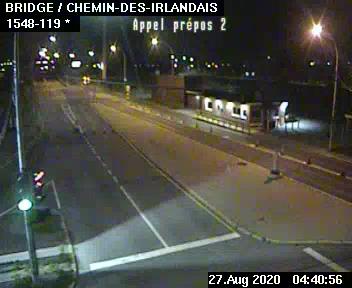 BRIDGE / CHEMIN-DES-IRLANDAIS
1548-119 *
Appel prépos 2
27.Aug 2020 04:40:56